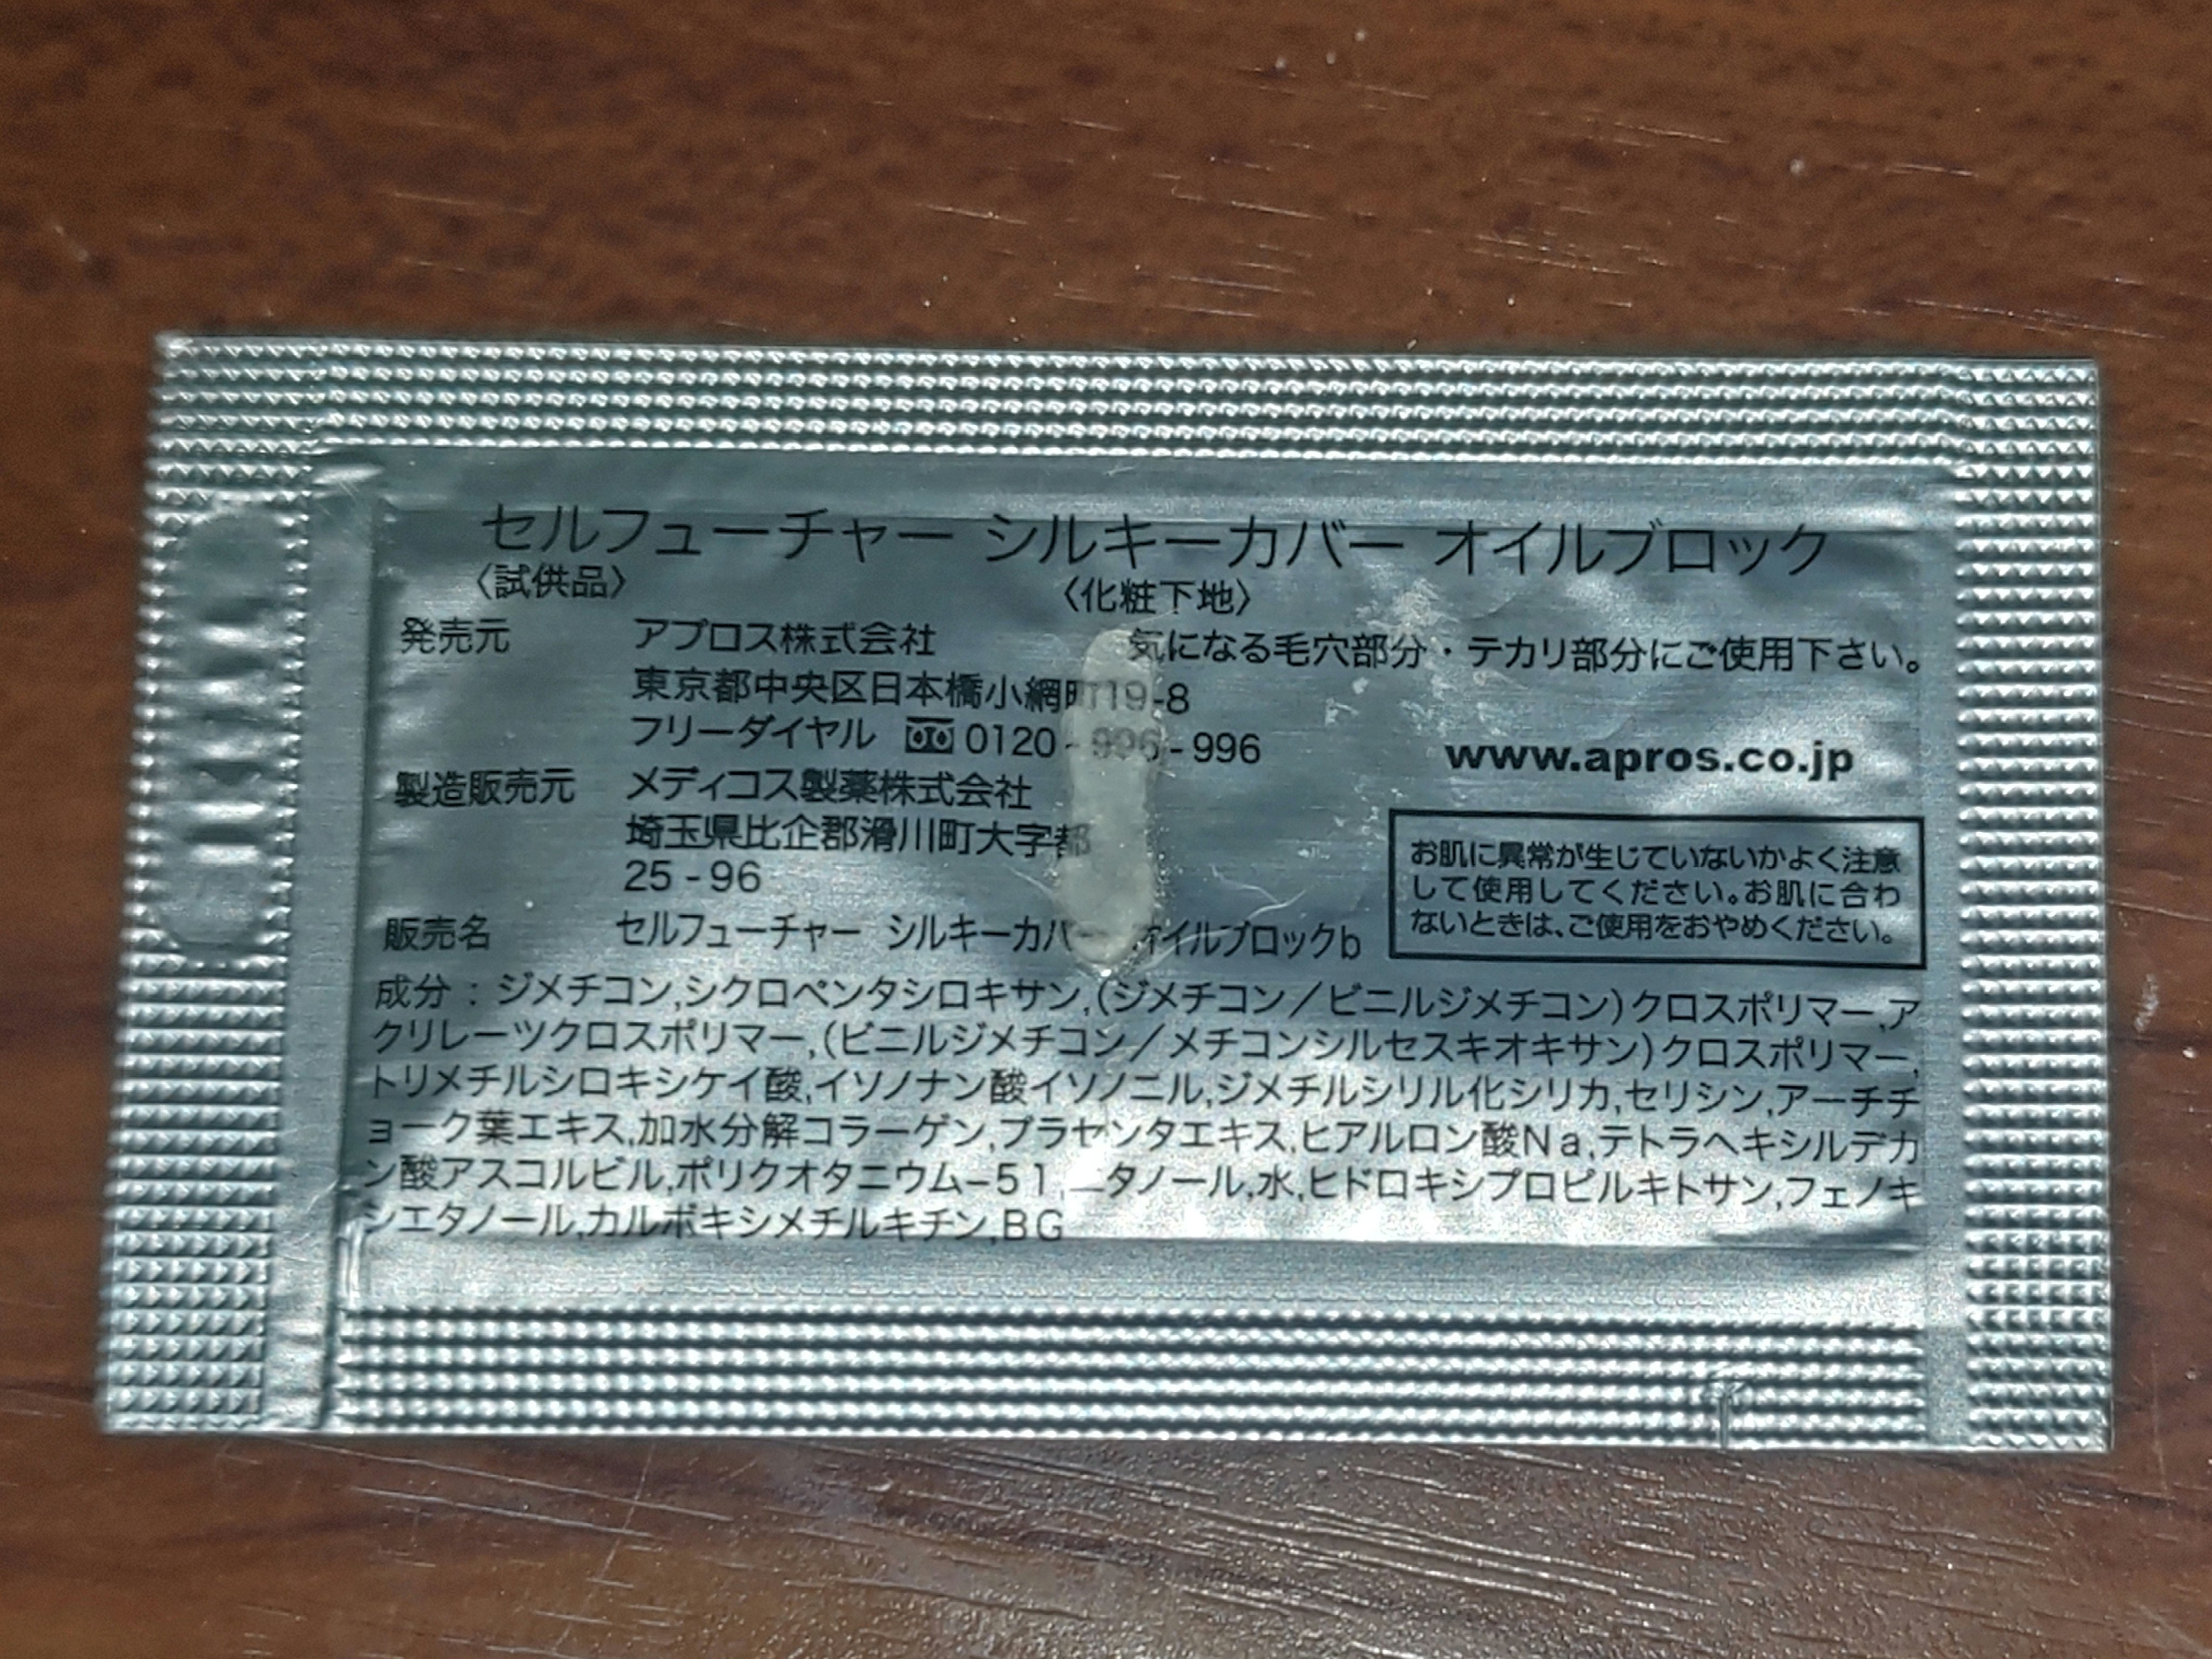 セルフューチャー シルキーカバー オイルブロック
〈試供品〉 〈化粧下地〉
発売元 アプロス株式会社
東京都中央区日本橋小網町19-8
フリーダイヤル 0120-996-996
気になる毛穴部分・テカリ部分にご使用下さい。
www.apros.co.jp
製造販売元 メディコス製薬株式会社
埼玉県比企郡滑川町大字都
25-96
販売名 セルフューチャー シルキーカバー オイルブロックb
お肌に異常が生じていないかよく注意
して使用してください。お肌に合わ
ないときは、ご使用をおやめください。
成分:ジメチコン,シクロペンタシロキサン,(ジメチコン/ビニルジメチコン)クロスポリマー,ア
クリレーツクロスポリマー,(ビニルジメチコン/メチコンシルセスキオキサン)クロスポリマー,
トリメチルシロキシケイ酸,イソノナン酸イソノニル,ジメチルシリル化シリカ,セリシン,アーチチ
ョーク葉エキス,加水分解コラーゲン,プラセンタエキス,ヒアルロン酸Na,テトラヘキシルデカ
ン酸アスコルビル,ポリクオタニウム-51,エタノール,水,ヒドロキシプロピルキトサン,フェノキ
シエタノール,カルボキシメチルキチン,BG